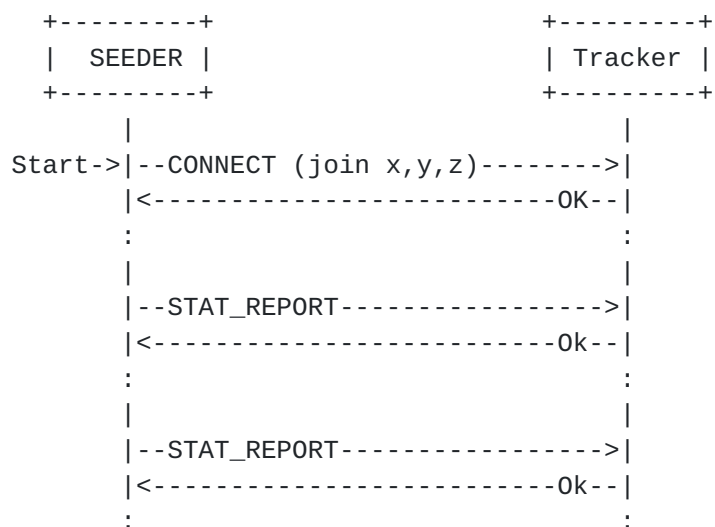 +---------+                     +---------+
|  SEEDER |                     | Tracker |
+---------+                     +---------+
|                             |
Start->|--CONNECT (join x,y,z)-------->|
|<--------------------------OK--|
:                             :
|                             |
|--STAT_REPORT----------------->|
|<--------------------------Ok--|
:                             :
|                             |
|--STAT_REPORT----------------->|
|<--------------------------Ok--|
:                             :